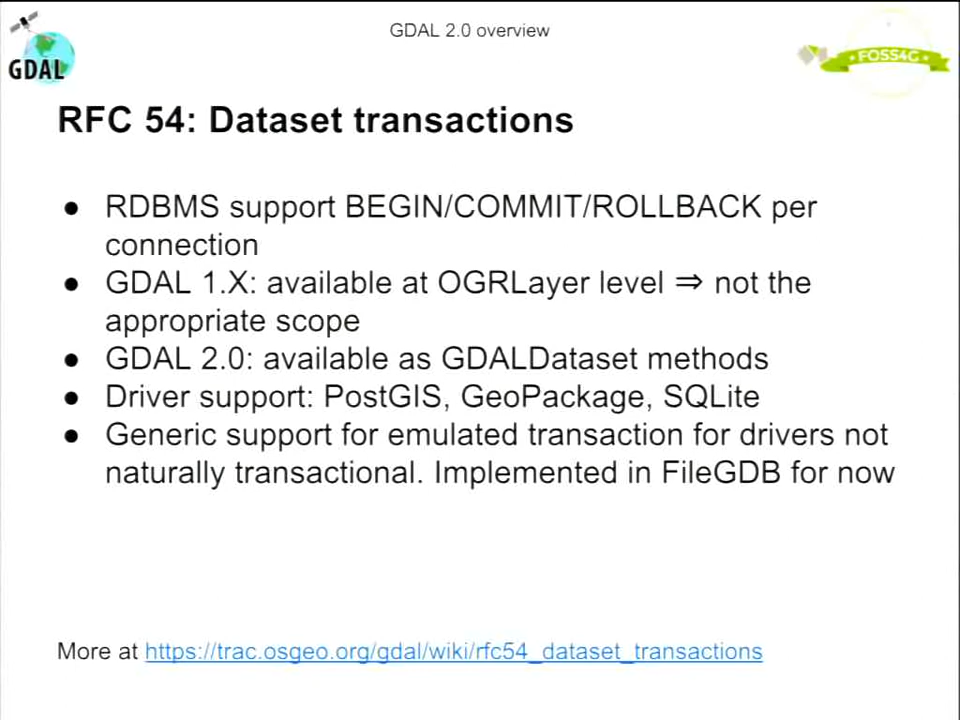 GDAL 2.0 overview
GDAL
FOSS4G
RFC 54: Dataset transactions
● RDBMS support BEGIN/COMMIT/ROLLBACK per
connection
● GDAL 1.X: available at OGRLayer level ⇒ not the
appropriate scope
● GDAL 2.0: available as GDALDataset methods
● Driver support: PostGIS, GeoPackage, SQLite
● Generic support for emulated transaction for drivers not
naturally transactional. Implemented in FileGDB for now
More at https://trac.osgeo.org/gdal/wiki/rfc54_dataset_transactions